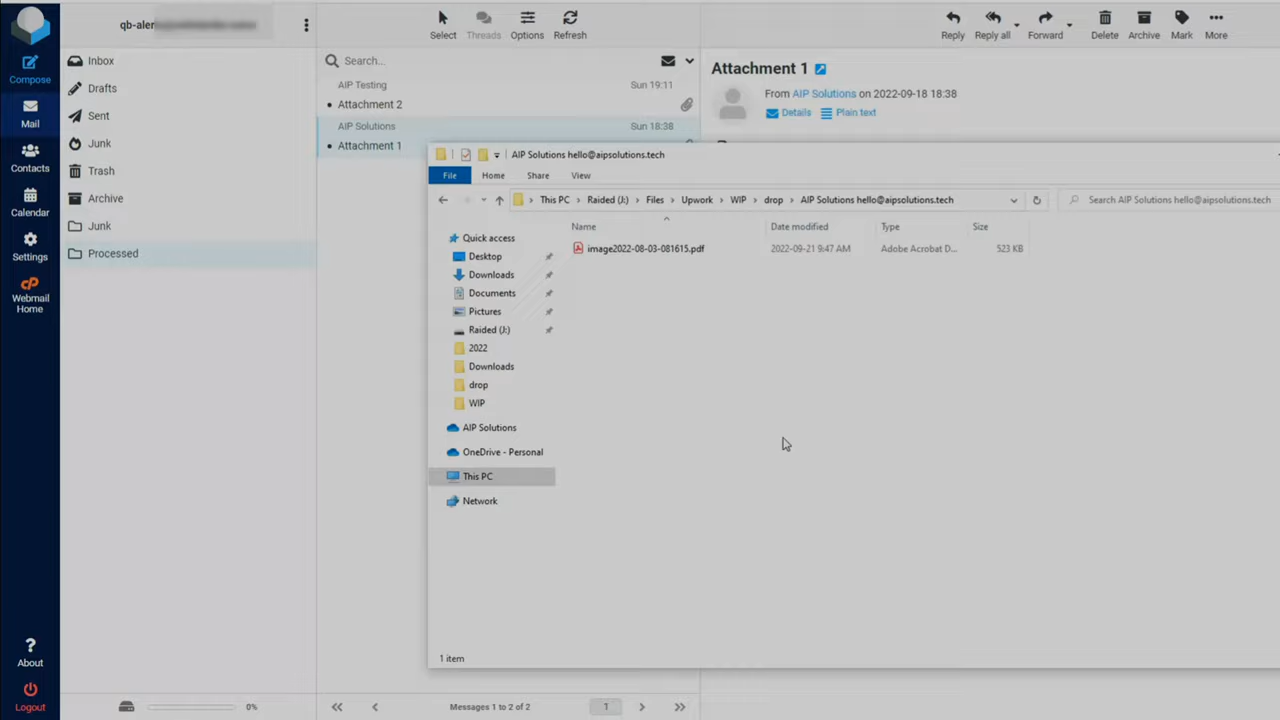 Compose
Mail
Contacts
Calendar
Settings
cP
Webmail
Home
?
About
Logout
qb-aler
Inbox
Drafts
Sent
Junk
Trash
Archive
Junk
Processed
0%
Select
Threads
Options
Refresh
Search...
AIP Testing Sun 19:11
• Attachment 2
AIP Solutions Sun 18:38
• Attachment 1
Messages 1 to 2 of 2
1
Reply
Reply all
Forward
Delete
Archive
Mark
More
Attachment 1
From AIP Solutions on 2022-09-18 18:38
Details Plain text
AIP Solutions hello@aipsolutions.tech
File Home Share View
This PC > Raided (J:) > Files > Upwork > WIP > drop > AIP Solutions hello@aipsolutions.tech
Search AIP Solutions hello@aipsolutions.tech
Quick access
Desktop
Downloads
Documents
Pictures
Raided (J:)
2022
Downloads
drop
WIP
AIP Solutions
OneDrive - Personal
This PC
Network
Name Date modified Type Size
image2022-08-03-081615.pdf 2022-09-21 9:47 AM Adobe Acrobat D... 523 KB
1 item